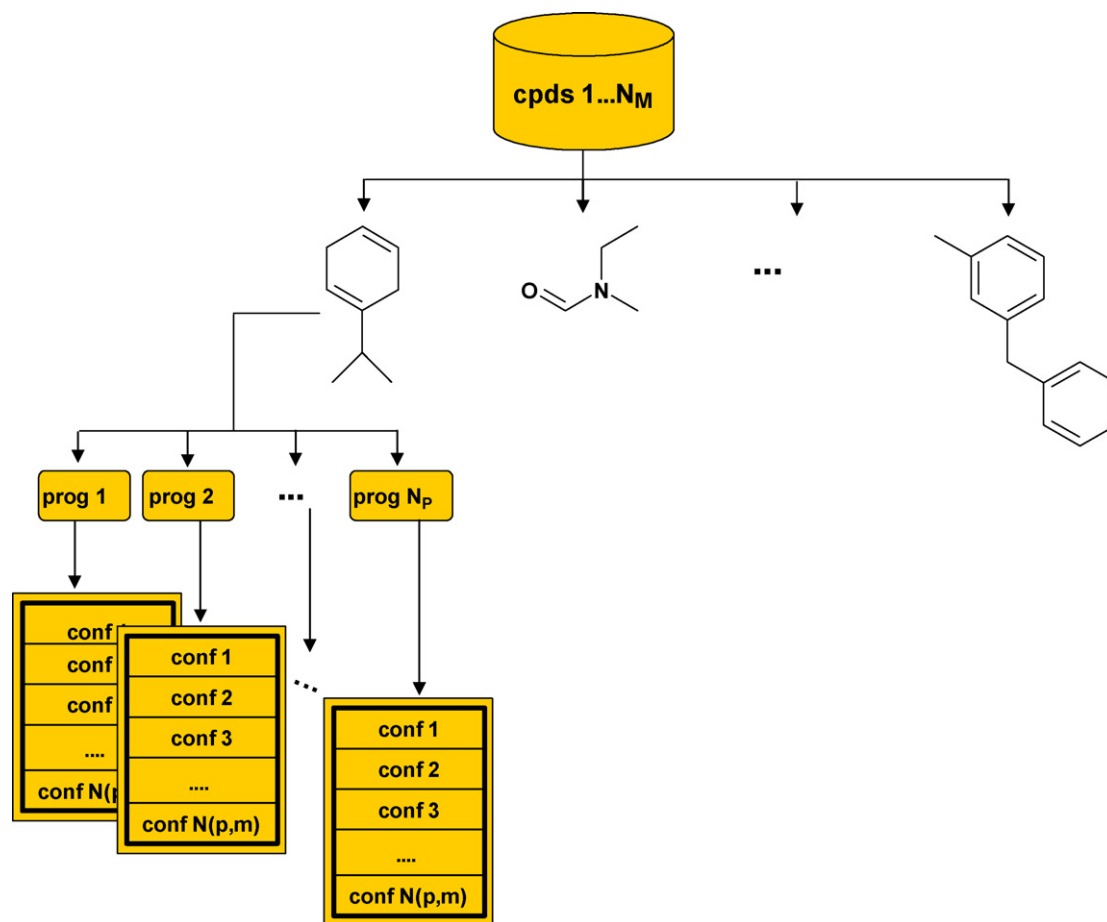 cpds 1...NM
...
O
N
prog 1
prog 2
...
prog NP
conf
conf
conf
....
conf N(p
conf 1
conf 2
conf 3
....
conf N(p,m)
...
conf 1
conf 2
conf 3
....
conf N(p,m)